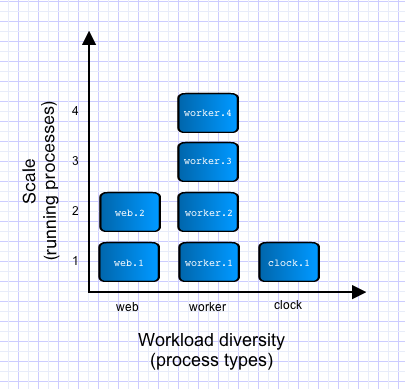 Scale
(running processes)
4
3
2
1
worker.4
worker.3
web.2
worker.2
web.1
worker.1
clock.1
web
worker
clock
Workload diversity
(process types)